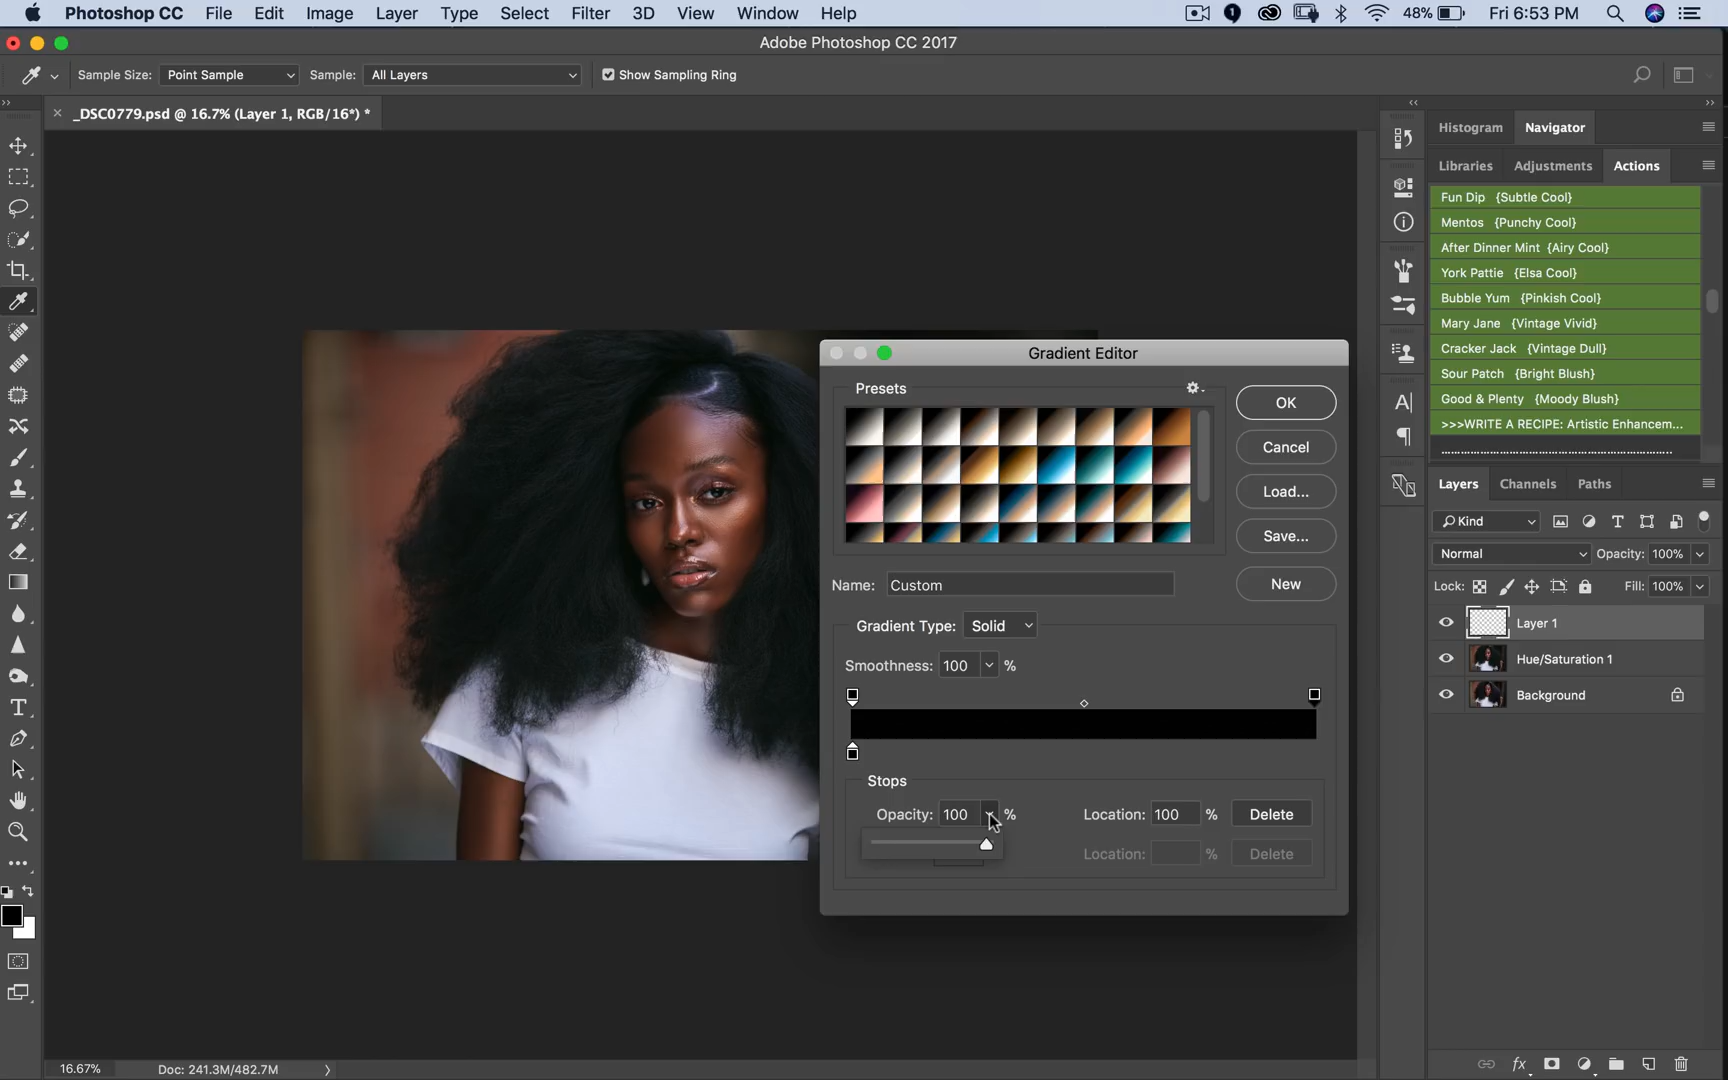 Photoshop CC File Edit Image Layer Type Select Filter 3D View Window Help 48% Fri 6:53 PM
Adobe Photoshop CC 2017
Sample Size: Point Sample Sample: All Layers Show Sampling Ring
_DSC0779.psd @ 16.7% (Layer 1, RGB/16*) *
Histogram Navigator
Libraries Adjustments Actions
Fun Dip {Subtle Cool}
Mentos {Punchy Cool}
After Dinner Mint {Airy Cool}
York Pattie {Elsa Cool}
Bubble Yum {Pinkish Cool}
Mary Jane {Vintage Vivid}
Cracker Jack {Vintage Dull}
Sour Patch {Bright Blush}
Good & Plenty {Moody Blush}
>>>WRITE A RECIPE: Artistic Enhancem...
Layers Channels Paths
Kind
Normal Opacity: 100%
Lock: Fill: 100%
Layer 1
Hue/Saturation 1
Background
Gradient Editor
Presets
OK
Cancel
Load...
Save...
Name: Custom New
Gradient Type: Solid
Smoothness: 100 %
Stops
Opacity: 100 % Location: 100 % Delete
Location: % Delete
16.67% Doc: 241.3M/482.7M
fx